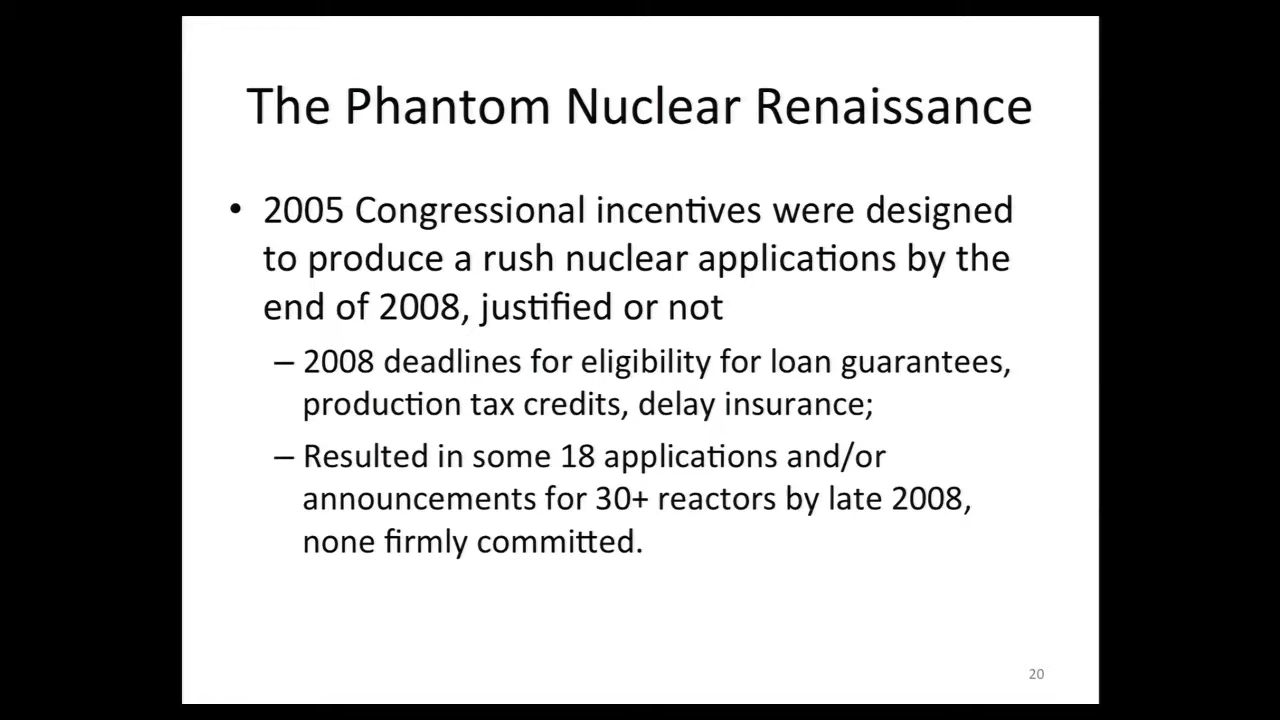 The Phantom Nuclear Renaissance
• 2005 Congressional incentives were designed
to produce a rush nuclear applications by the
end of 2008, justified or not
– 2008 deadlines for eligibility for loan guarantees,
production tax credits, delay insurance;
– Resulted in some 18 applications and/or
announcements for 30+ reactors by late 2008,
none firmly committed.
20